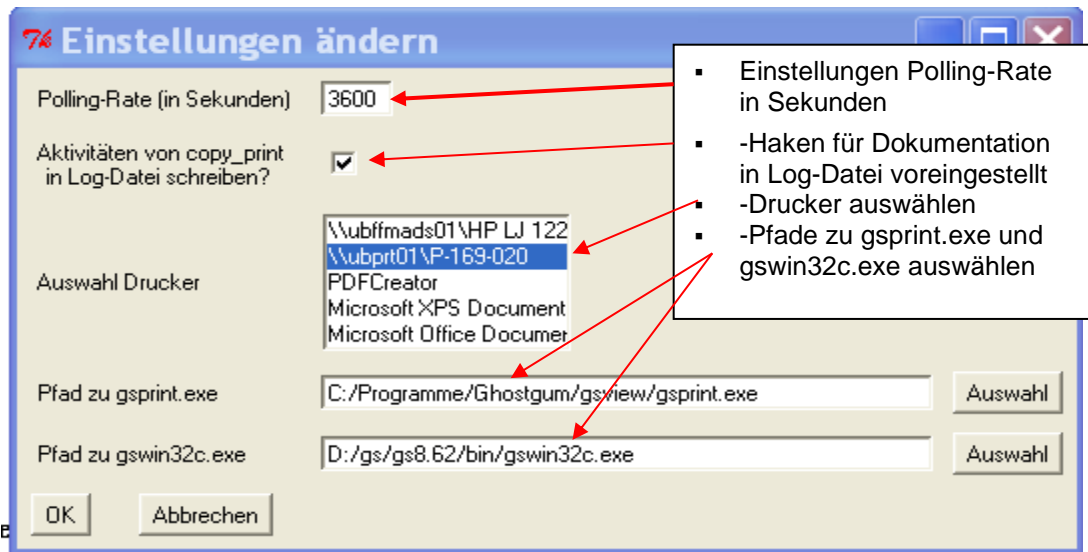 Einstellungen ändern
Polling-Rate (in Sekunden)
3600
Aktivitäten von copy_print
in Log-Datei schreiben?
Auswahl Drucker
\\ubffmads01\HP LJ 122
\\ubprt01\P-169-020
PDFCreator
Microsoft XPS Document
Microsoft Office Documer
Pfad zu gsprint.exe
C:/Programme/Ghostgum/gsview/gsprint.exe
Auswahl
Pfad zu gswin32c.exe
D:/gs/gs8.62/bin/gswin32c.exe
Auswahl
OK
Abbrechen
▪ Einstellungen Polling-Rate
in Sekunden
▪ -Haken für Dokumentation
in Log-Datei voreingestellt
▪ -Drucker auswählen
▪ -Pfade zu gsprint.exe und
gswin32c.exe auswählen